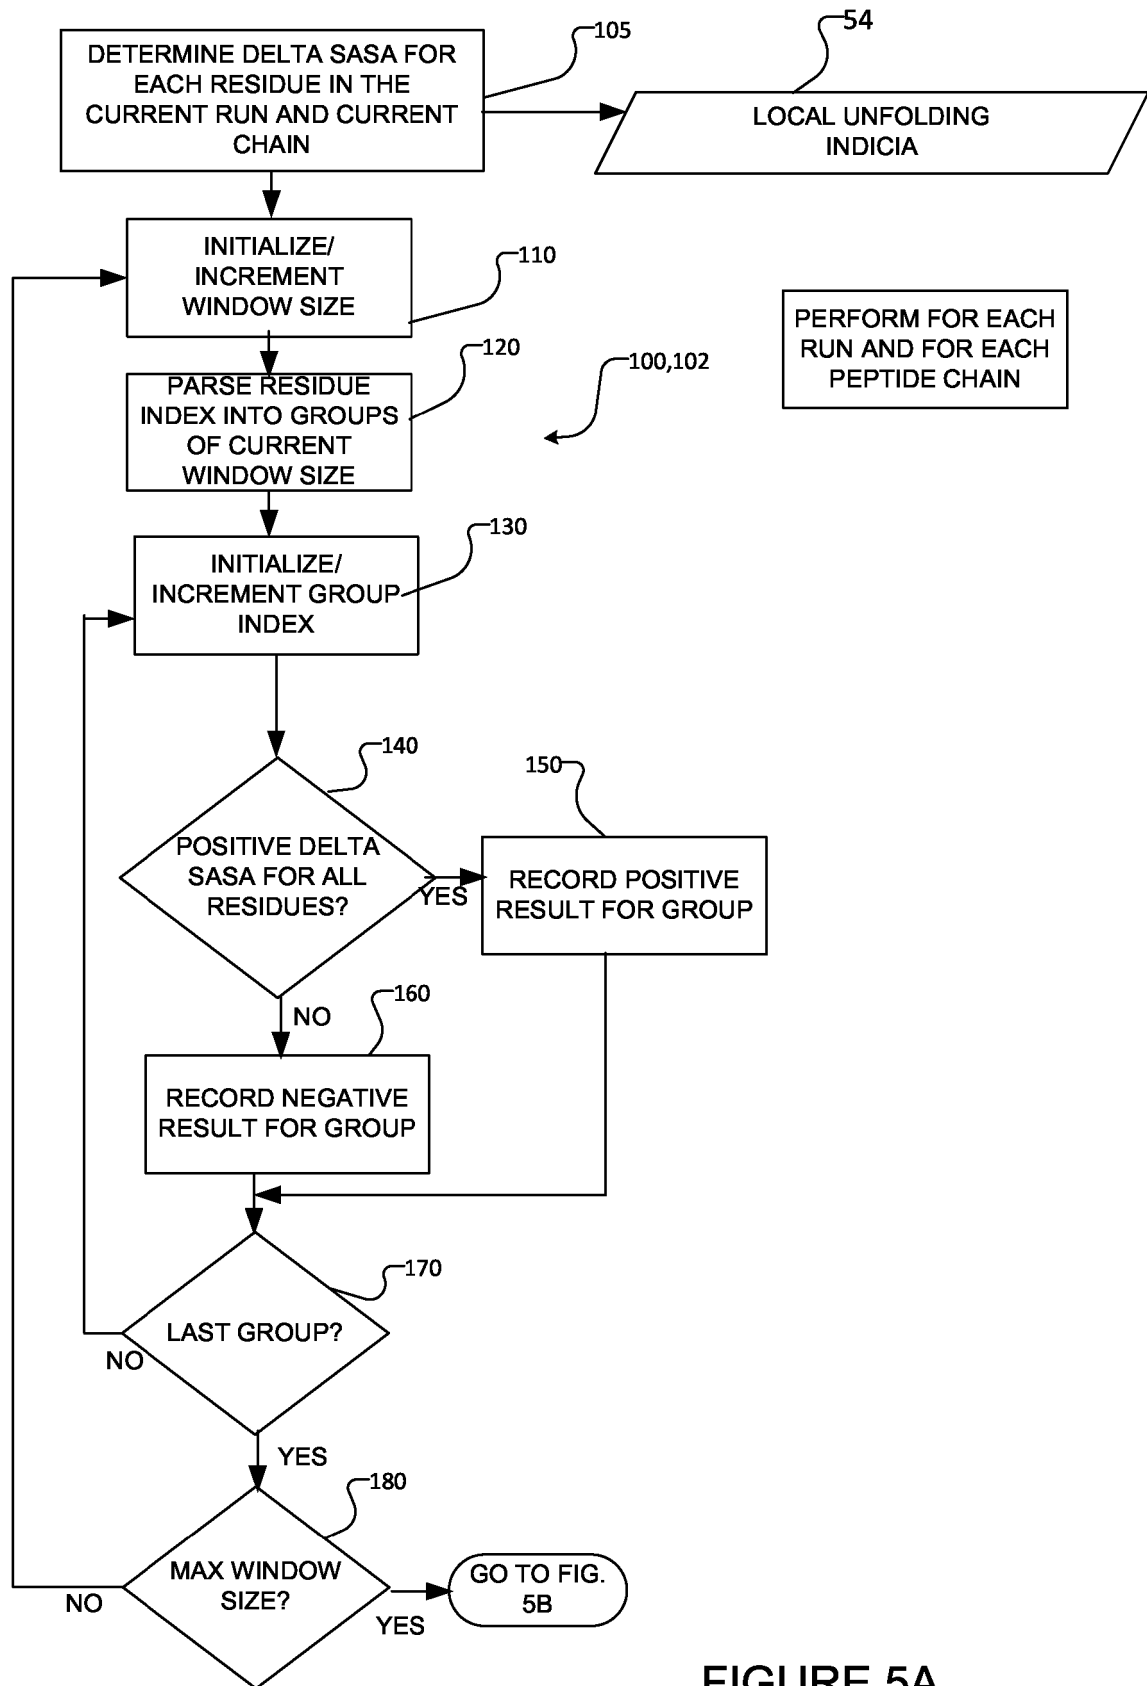 105
54
DETERMINE DELTA SASA FOR
EACH RESIDUE IN THE
CURRENT RUN AND CURRENT
CHAIN
LOCAL UNFOLDING
INDICIA
INITIALIZE/
INCREMENT
WINDOW SIZE
110
PERFORM FOR EACH
RUN AND FOR EACH
PEPTIDE CHAIN
120
100,102
PARSE RESIDUE
INDEX INTO GROUPS
OF CURRENT
WINDOW SIZE
130
INITIALIZE/
INCREMENT GROUP
INDEX
140
150
POSITIVE DELTA
SASA FOR ALL
RESIDUES?
YES
RECORD POSITIVE
RESULT FOR GROUP
NO
160
RECORD NEGATIVE
RESULT FOR GROUP
170
LAST GROUP?
NO
YES
180
MAX WINDOW
SIZE?
NO
YES
GO TO FIG.
5B
FIGURE 5A